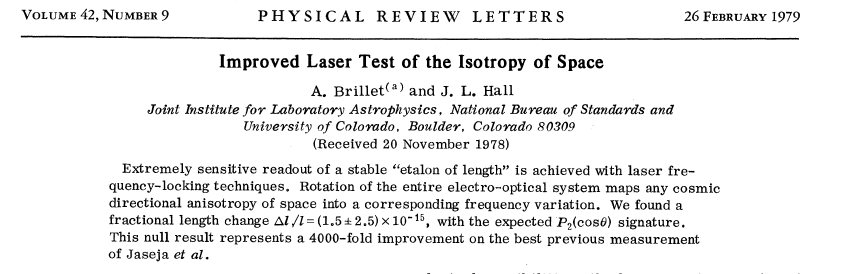 VOLUME 42, NUMBER 9 PHYSICAL REVIEW LETTERS 26 FEBRUARY 1979
Improved Laser Test of the Isotropy of Space
A. Brillet(a) and J. L. Hall
Joint Institute for Laboratory Astrophysics, National Bureau of Standards and
University of Colorado, Boulder, Colorado 80309
(Received 20 November 1978)
Extremely sensitive readout of a stable “etalon of length” is achieved with laser fre-
quency-locking techniques. Rotation of the entire electro-optical system maps any cosmic
directional anisotropy of space into a corresponding frequency variation. We found a
fractional length change Δl/l=(1.5±2.5)×10⁻¹⁵, with the expected P₂(cosθ) signature.
This null result represents a 4000-fold improvement on the best previous measurement
of Jaseja et al.